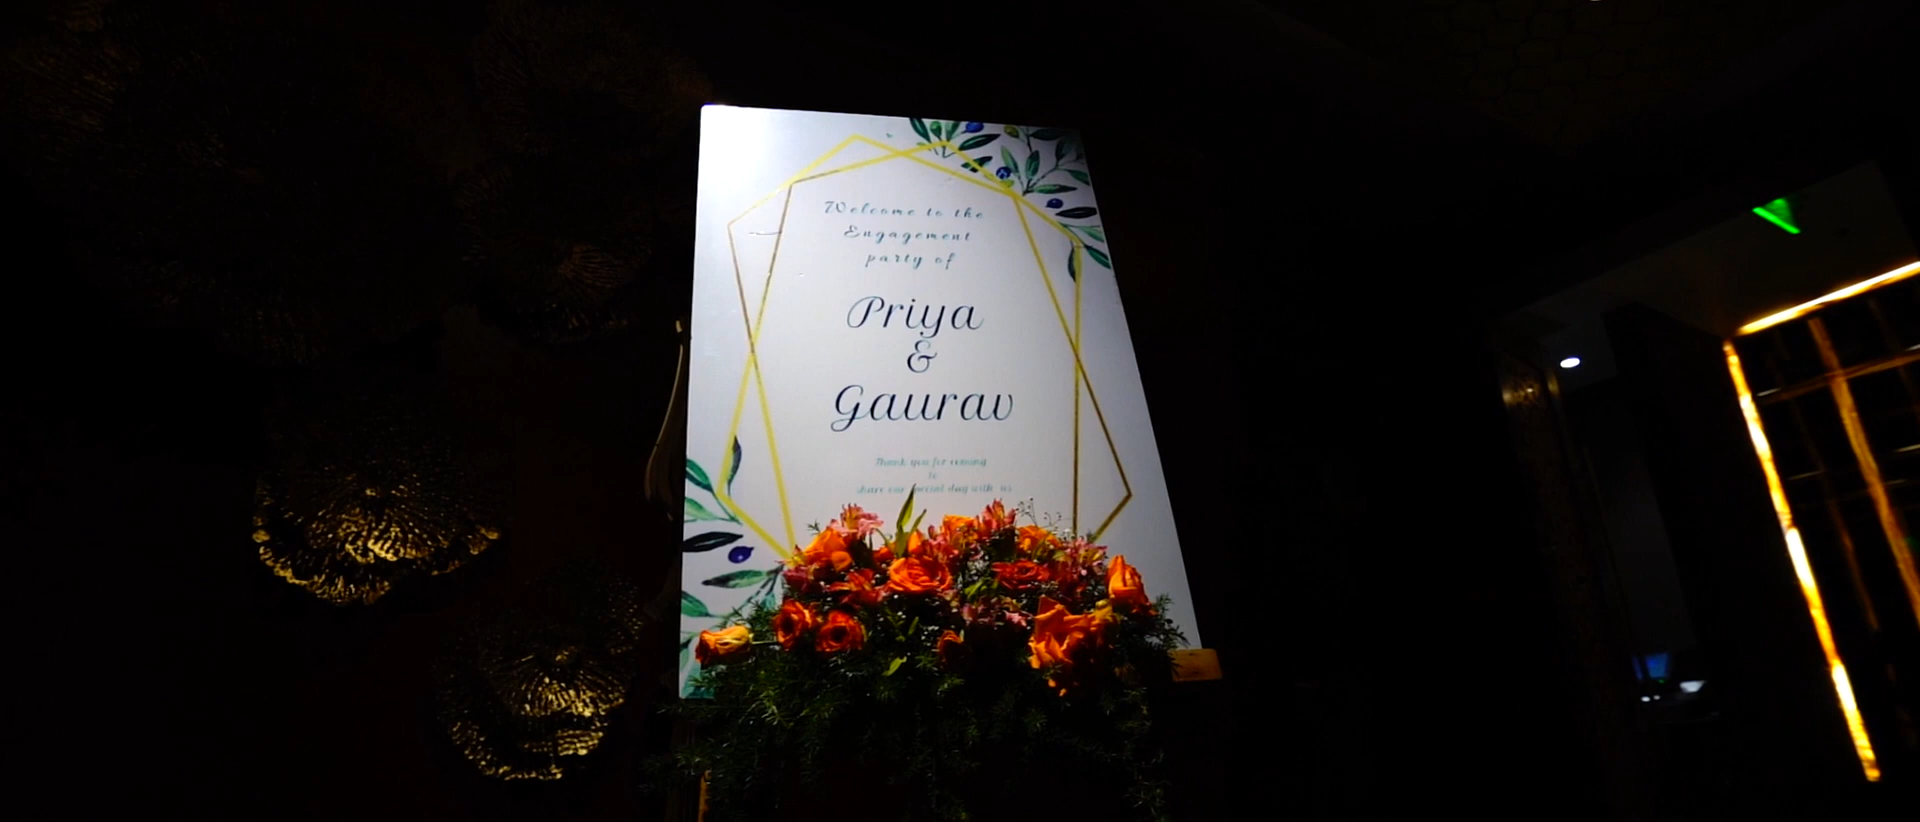 Welcome to the
Engagement
party of
Priya
&
Gaurav
Thank you for coming
to
share our special day with us